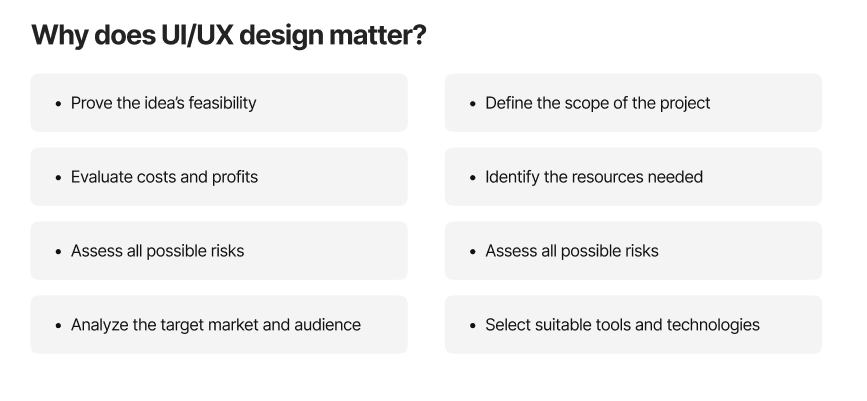 Why does UI/UX design matter?
• Prove the idea’s feasibility
• Define the scope of the project
• Evaluate costs and profits
• Identify the resources needed
• Assess all possible risks
• Assess all possible risks
• Analyze the target market and audience
• Select suitable tools and technologies